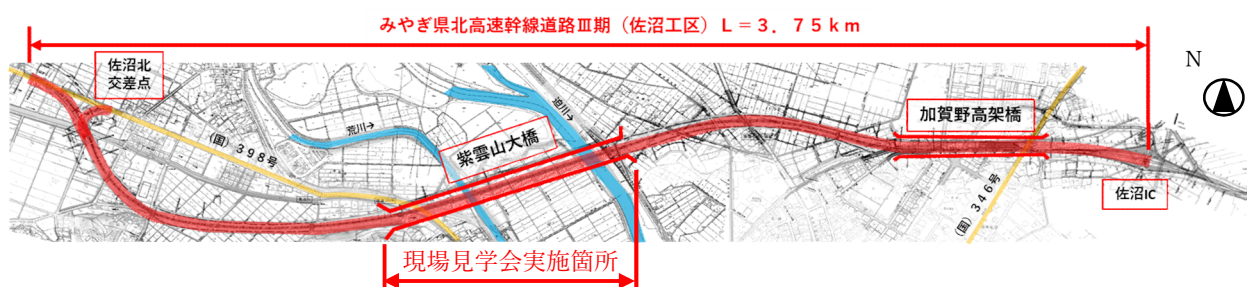 みやぎ県北高速幹線道路Ⅲ期（佐沼工区）Ｌ＝３．７５ｋｍ
佐沼北
交差点
N
荒川→
迫川→
加賀野高架橋
紫雲山大橋
(国) 398号
(国) 346号
佐沼IC
現場見学会実施箇所